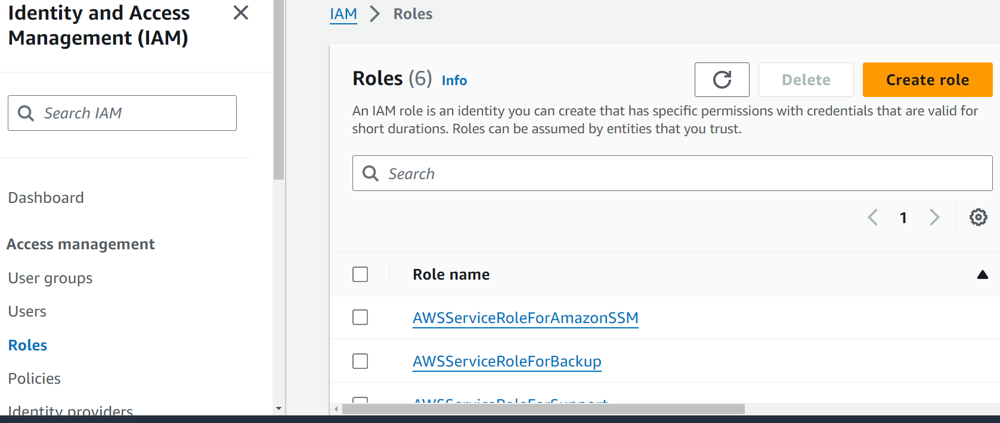 Identity and Access
Management (IAM)
Search IAM
Dashboard
Access management
User groups
Users
Roles
Policies
Identity providers
IAM > Roles
Roles (6) Info
Delete
Create role
An IAM role is an identity you can create that has specific permissions with credentials that are valid for
short durations. Roles can be assumed by entities that you trust.
Search
1
Role name
AWSServiceRoleForAmazonSSM
AWSServiceRoleForBackup
AWSServiceRoleForSupport